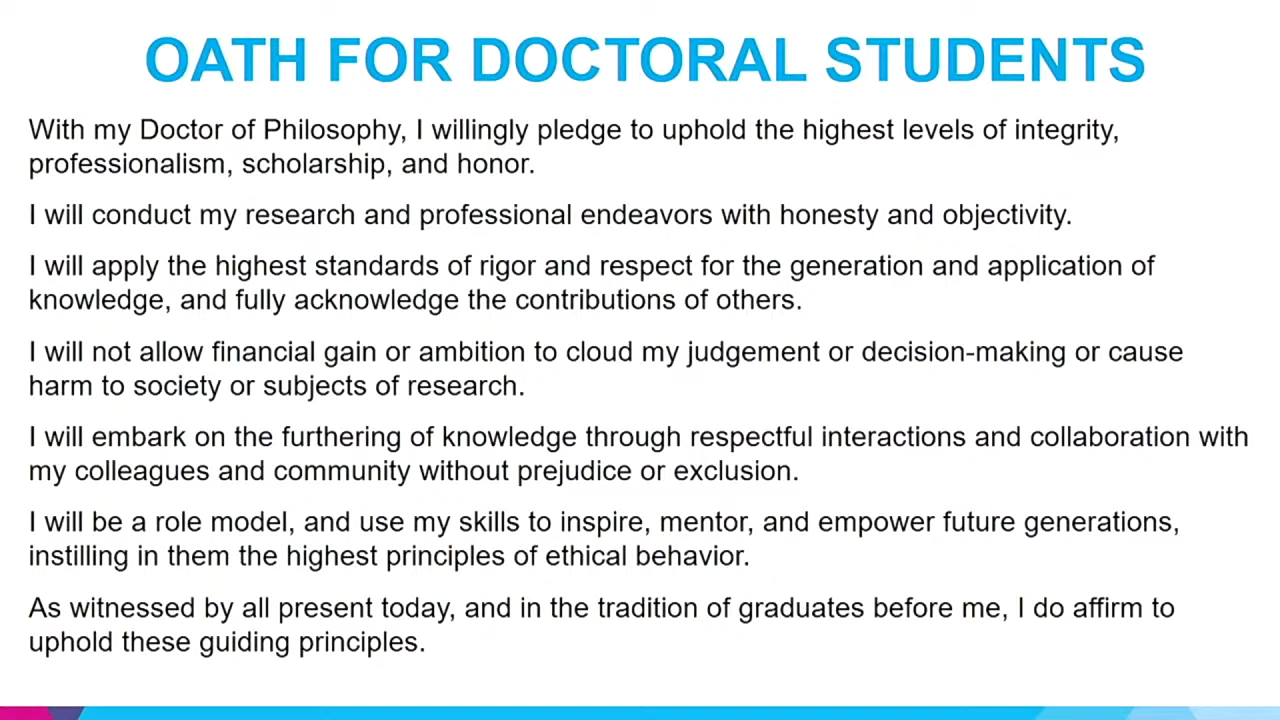 OATH FOR DOCTORAL STUDENTS
With my Doctor of Philosophy, I willingly pledge to uphold the highest levels of integrity,
professionalism, scholarship, and honor.
I will conduct my research and professional endeavors with honesty and objectivity.
I will apply the highest standards of rigor and respect for the generation and application of
knowledge, and fully acknowledge the contributions of others.
I will not allow financial gain or ambition to cloud my judgement or decision-making or cause
harm to society or subjects of research.
I will embark on the furthering of knowledge through respectful interactions and collaboration with
my colleagues and community without prejudice or exclusion.
I will be a role model, and use my skills to inspire, mentor, and empower future generations,
instilling in them the highest principles of ethical behavior.
As witnessed by all present today, and in the tradition of graduates before me, I do affirm to
uphold these guiding principles.